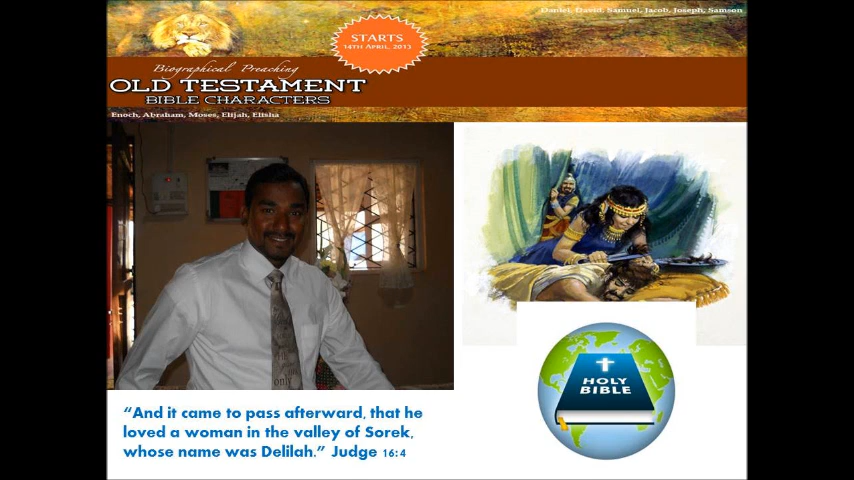 Daniel, David, Samuel, Jacob, Joseph, Samson
STARTS
14TH APRIL, 2013
Biographical Preaching
OLD TESTAMENT
BIBLE CHARACTERS
Enoch, Abraham, Moses, Elijah, Elisha
only
HOLY
BIBLE
“And it came to pass afterward, that he
loved a woman in the valley of Sorek,
whose name was Delilah.” Judge 16:4